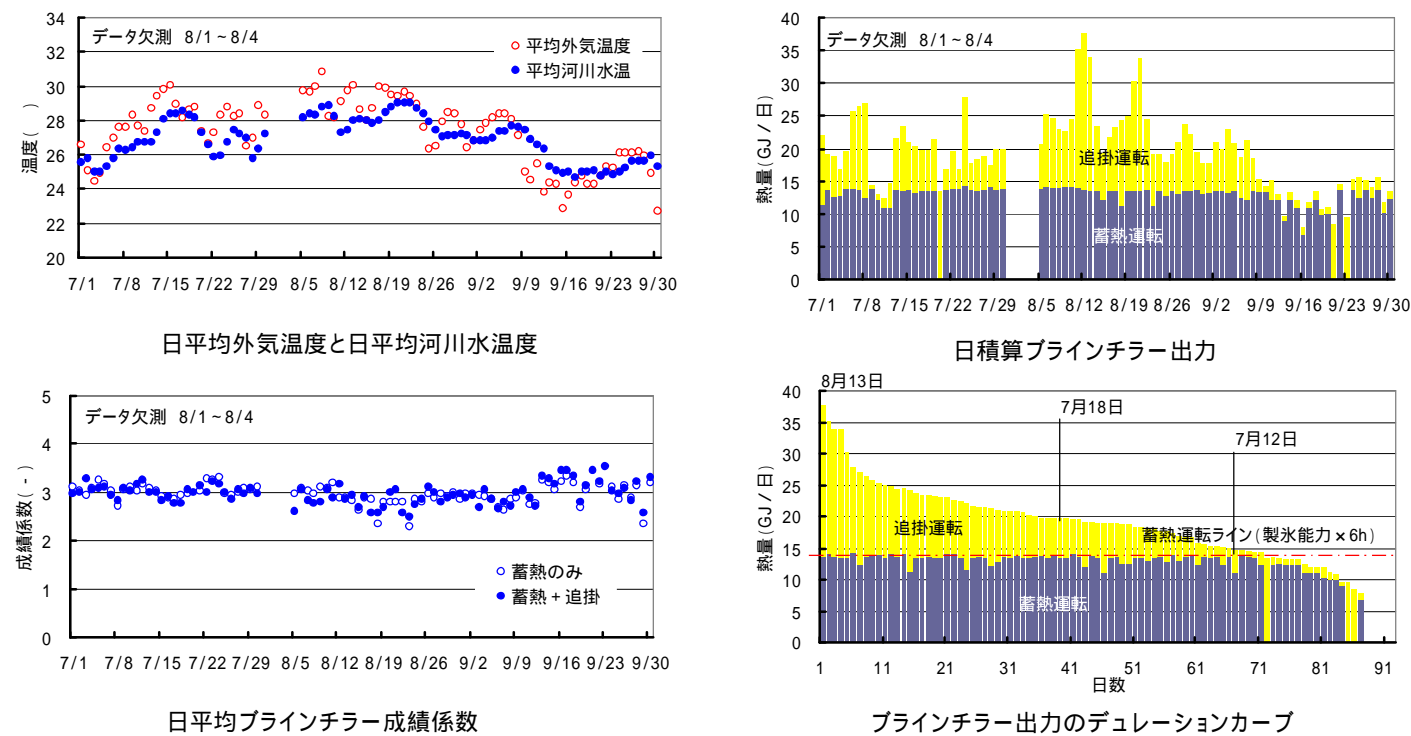 34
32
30
28
26
24
22
20
温度( )
データ欠測 8/1~8/4
平均外気温度
平均河川水温
7/1 7/8 7/15 7/22 7/29 8/5 8/12 8/19 8/26 9/2 9/9 9/16 9/23 9/30
日平均外気温度と日平均河川水温度
40
35
30
25
20
15
10
5
0
熱量(GJ/日)
データ欠測 8/1~8/4
追掛運転
蓄熱運転
7/1 7/8 7/15 7/22 7/29 8/5 8/12 8/19 8/26 9/2 9/9 9/16 9/23 9/30
日積算ブラインチラー出力
5
4
3
2
1
0
成績係数(-)
データ欠測 8/1~8/4
蓄熱のみ
蓄熱+追掛
7/1 7/8 7/15 7/22 7/29 8/5 8/12 8/19 8/26 9/2 9/9 9/16 9/23 9/30
日平均ブラインチラー成績係数
8月13日
40
35
30
25
20
15
10
5
0
熱量(GJ/日)
7月18日
7月12日
追掛運転
蓄熱運転ライン(製氷能力×6h)
蓄熱運転
1 11 21 31 41 51 61 71 81 91
日数
ブラインチラー出力のデュレーションカーブ